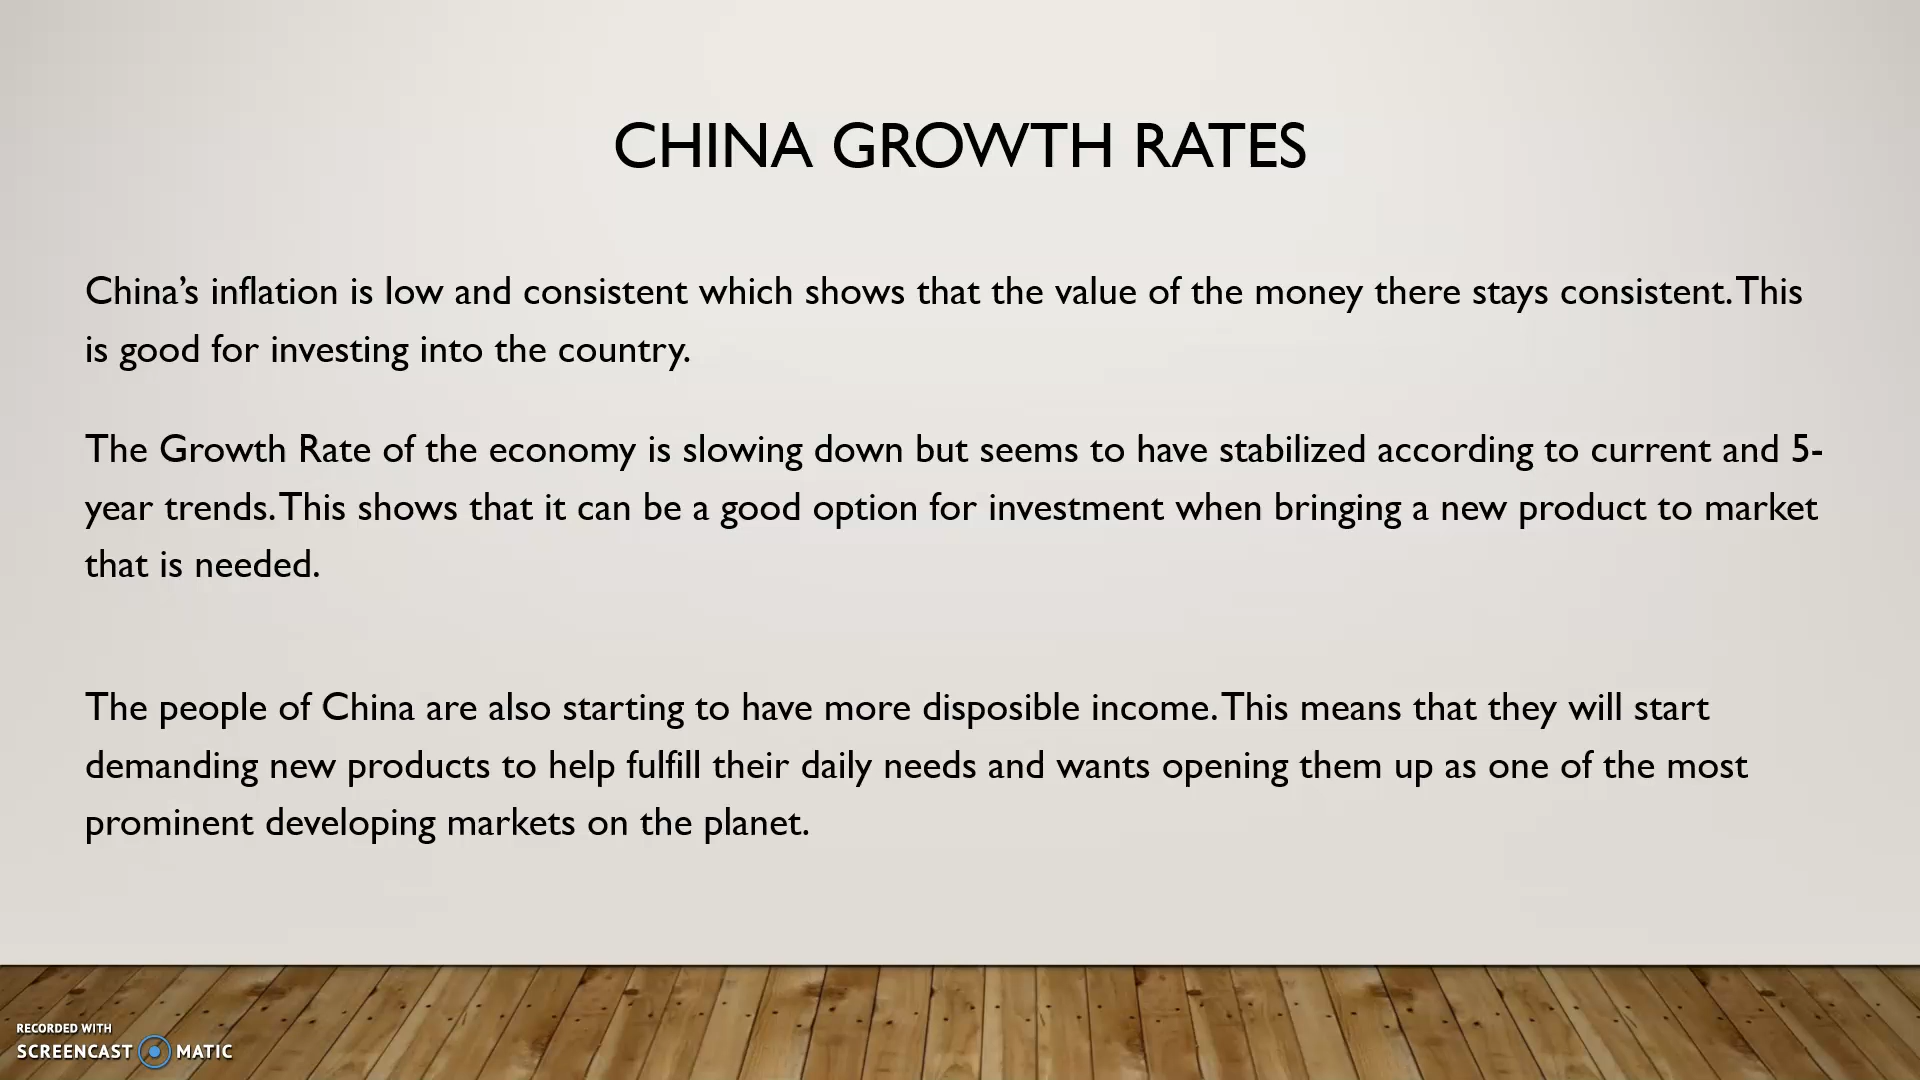 CHINA GROWTH RATES
China’s inflation is low and consistent which shows that the value of the money there stays consistent. This
is good for investing into the country.
The Growth Rate of the economy is slowing down but seems to have stabilized according to current and 5-
year trends. This shows that it can be a good option for investment when bringing a new product to market
that is needed.
The people of China are also starting to have more disposible income. This means that they will start
demanding new products to help fulfill their daily needs and wants opening them up as one of the most
prominent developing markets on the planet.
RECORDED WITH
SCREENCAST MATIC